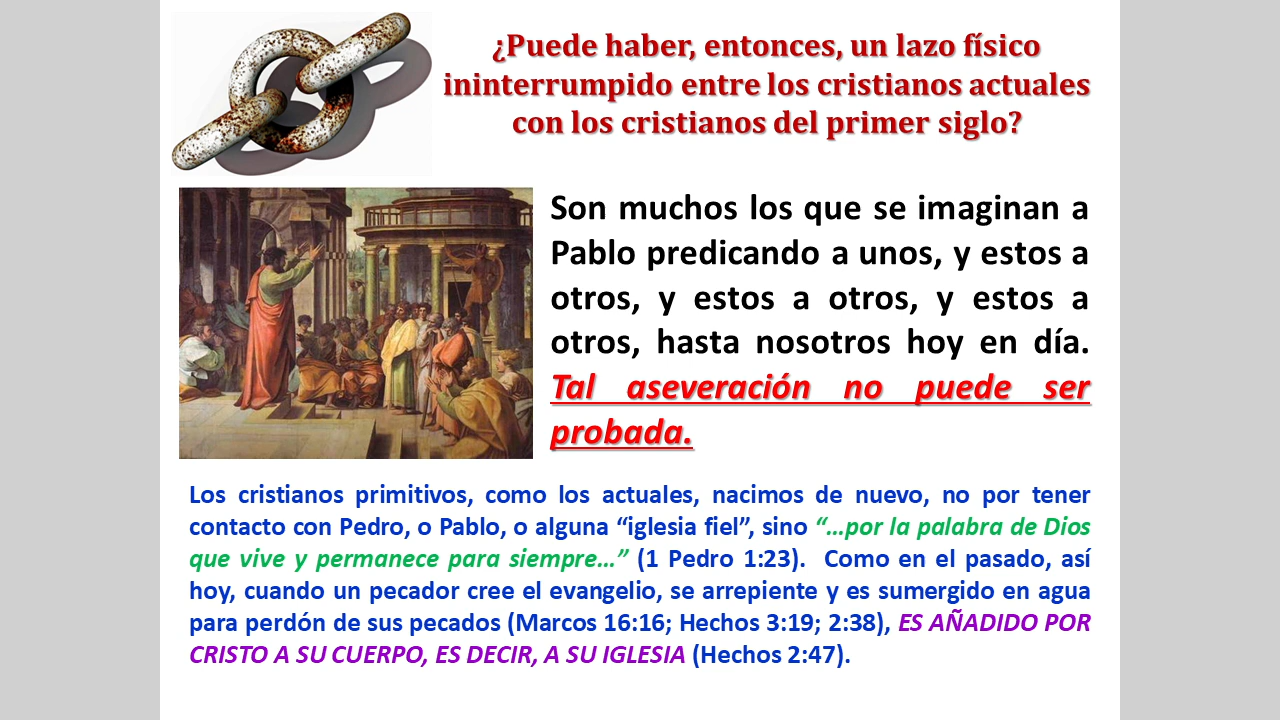 ¿Puede haber, entonces, un lazo físico
ininterrumpido entre los cristianos actuales
con los cristianos del primer siglo?
Son muchos los que se imaginan a
Pablo predicando a unos, y estos a
otros, y estos a otros, y estos a
otros, hasta nosotros hoy en día.
Tal aseveración no puede ser
probada.
Los cristianos primitivos, como los actuales, nacimos de nuevo, no por tener
contacto con Pedro, o Pablo, o alguna “iglesia fiel”, sino “…por la palabra de Dios
que vive y permanece para siempre…” (1 Pedro 1:23). Como en el pasado, así
hoy, cuando un pecador cree el evangelio, se arrepiente y es sumergido en agua
para perdón de sus pecados (Marcos 16:16; Hechos 3:19; 2:38), ES AÑADIDO POR
CRISTO A SU CUERPO, ES DECIR, A SU IGLESIA (Hechos 2:47).